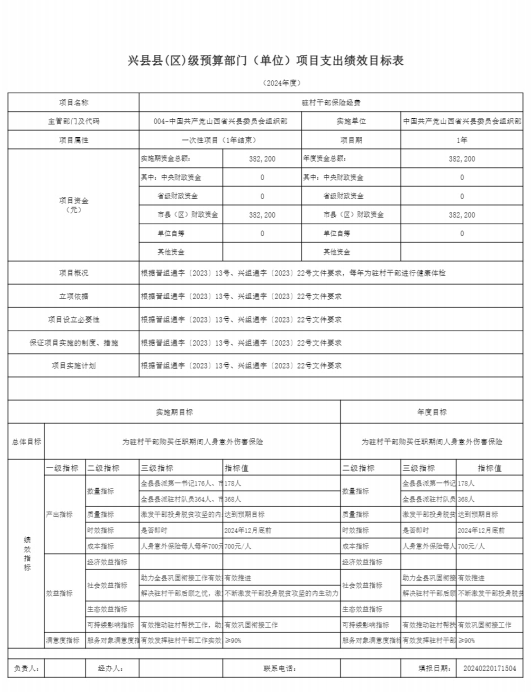 兴县县(区)级预算部门（单位）项目支出绩效目标表
（2024年度）
项目名称 驻村干部保险经费
主管部门及代码 004-中国共产党山西省兴县委员会组织部 实施单位 中国共产党山西省兴县委员会组织部
项目属性 一次性项目（1年结束） 项目期 1年
项目资金（元） 实施期资金总额： 382,200 年度资金总额： 382,200
其中：中央财政资金 0 其中：中央财政资金 0
省级财政资金 0 省级财政资金 0
市县（区）财政资金 382,200 市县（区）财政资金 382,200
单位自筹 0 单位自筹 0
其他资金 其他资金
项目概况 根据晋组通字〔2023〕13号、兴组通字〔2023〕22号文件要求，每年为驻村干部进行健康体检
立项依据 根据晋组通字〔2023〕13号、兴组通字〔2023〕22号文件要求
项目设立必要性 根据晋组通字〔2023〕13号、兴组通字〔2023〕22号文件要求
保证项目实施的制度、措施 根据晋组通字〔2023〕13号、兴组通字〔2023〕22号文件要求
项目实施计划 根据晋组通字〔2023〕13号、兴组通字〔2023〕22号文件要求
实施期目标 年度目标
总体目标 为驻村干部购买任职期间人身意外伤害保险 为驻村干部购买任职期间人身意外伤害保险
绩效指标 一级指标 二级指标 三级指标 指标值 二级指标 三级指标 指标值
产出指标 数量指标 全县县派第一书记176人、市 178人 数量指标 全县县派第一书记 178人
全县县派驻村队员364人、市 368人 全县县派驻村队员 368人
质量指标 激发干部投身脱贫攻坚的内 达到预期目标 质量指标 激发干部投身脱贫 达到预期目标
时效指标 是否即时 2024年12月底前 时效指标 是否即时 2024年12月底前
成本指标 人身意外保险每人每年700元 700元/人 成本指标 人身意外保险每人 700元/人
效益指标 经济效益指标 经济效益指标
社会效益指标 助力全县巩固衔接工作有效 有效推进 社会效益指标 助力全县巩固衔接 有效推进
解决驻村干部后顾之忧，激 不断激发干部投身脱贫攻坚的内生动力 解决驻村干部后顾 不断激发干部投身脱贫攻坚的内生动力
生态效益指标 生态效益指标
可持续影响指标 有效推动驻村帮扶工作，助 有效巩固衔接工作 可持续影响指标 有效推动驻村帮扶 有效巩固衔接工作
满意度指标 服务对象满意度指标 有效发挥驻村干部工作实效 ≥90% 服务对象满意度指标 有效发挥驻村干部 ≥90%
负责人： 经办人： 联系电话： 填报日期： 20240220171504